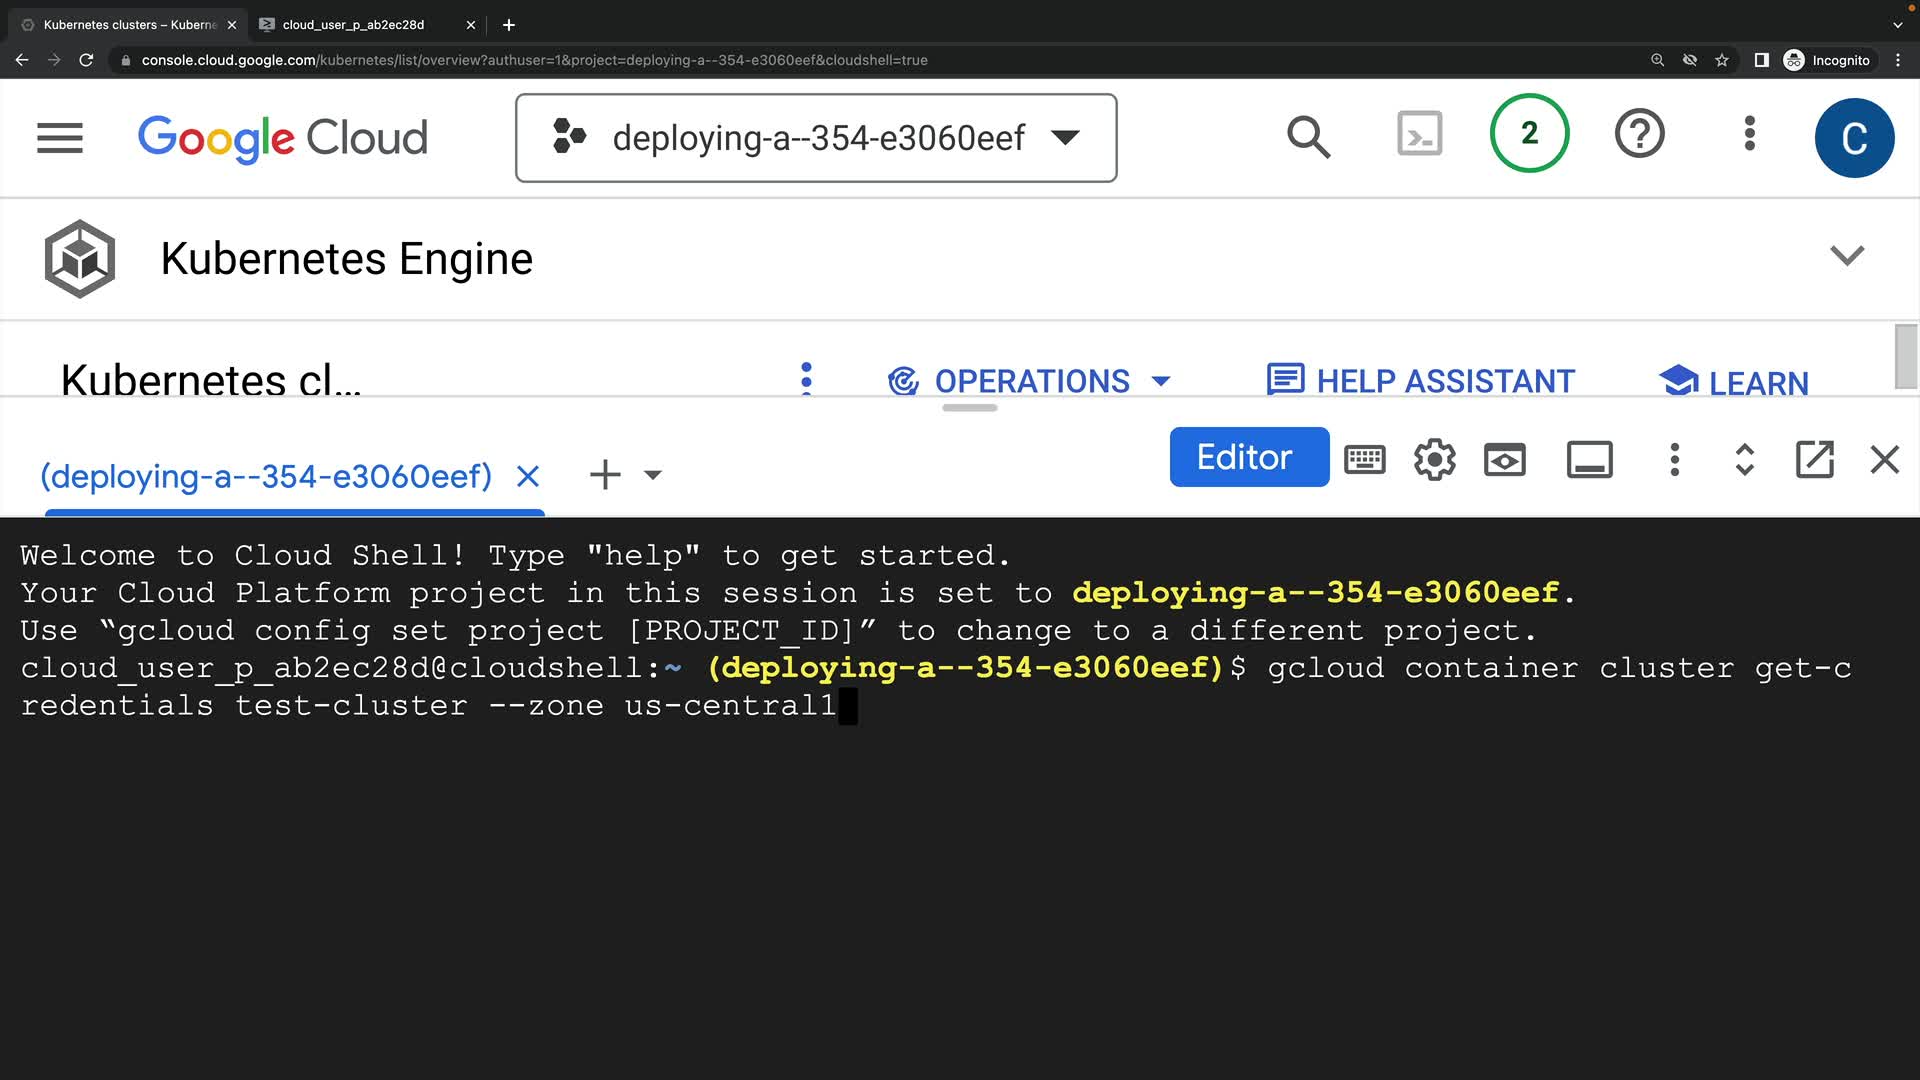 Kubernetes clusters – Kuberne
cloud_user_p_ab2ec28d
console.cloud.google.com/kubernetes/list/overview?authuser=1&project=deploying-a--354-e3060eef&cloudshell=true
Incognito
Google Cloud
deploying-a--354-e3060eef
2
C
Kubernetes Engine
Kubernetes cl...
OPERATIONS
HELP ASSISTANT
LEARN
(deploying-a--354-e3060eef)
Editor
Welcome to Cloud Shell! Type "help" to get started.
Your Cloud Platform project in this session is set to deploying-a--354-e3060eef.
Use “gcloud config set project [PROJECT_ID]” to change to a different project.
cloud_user_p_ab2ec28d@cloudshell:~ (deploying-a--354-e3060eef)$ gcloud container cluster get-c
redentials test-cluster --zone us-central1